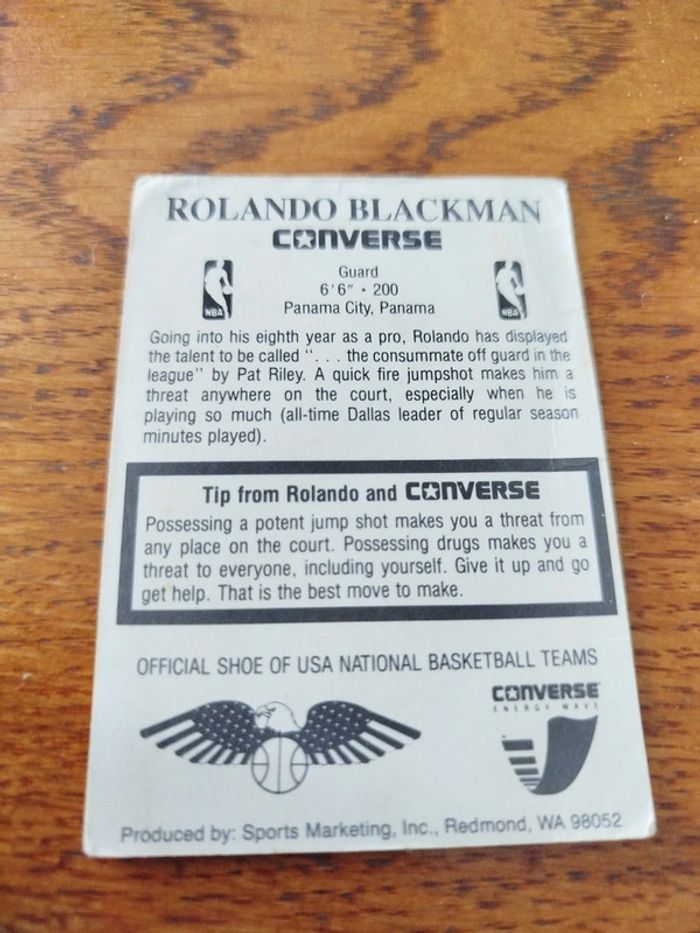 ROLANDO BLACKMAN
CONVERSE
Guard
6'6" • 200
Panama City, Panama
NBA
NBA
Going into his eighth year as a pro, Rolando has displayed
the talent to be called ". . . the consummate off guard in the
league" by Pat Riley. A quick fire jumpshot makes him a
threat anywhere on the court, especially when he is
playing so much (all-time Dallas leader of regular season
minutes played).
Tip from Rolando and CONVERSE
Possessing a potent jump shot makes you a threat from
any place on the court. Possessing drugs makes you a
threat to everyone, including yourself. Give it up and go
get help. That is the best move to make.
OFFICIAL SHOE OF USA NATIONAL BASKETBALL TEAMS
CONVERSE
ENERGY WAVE
Produced by: Sports Marketing, Inc., Redmond, WA 98052